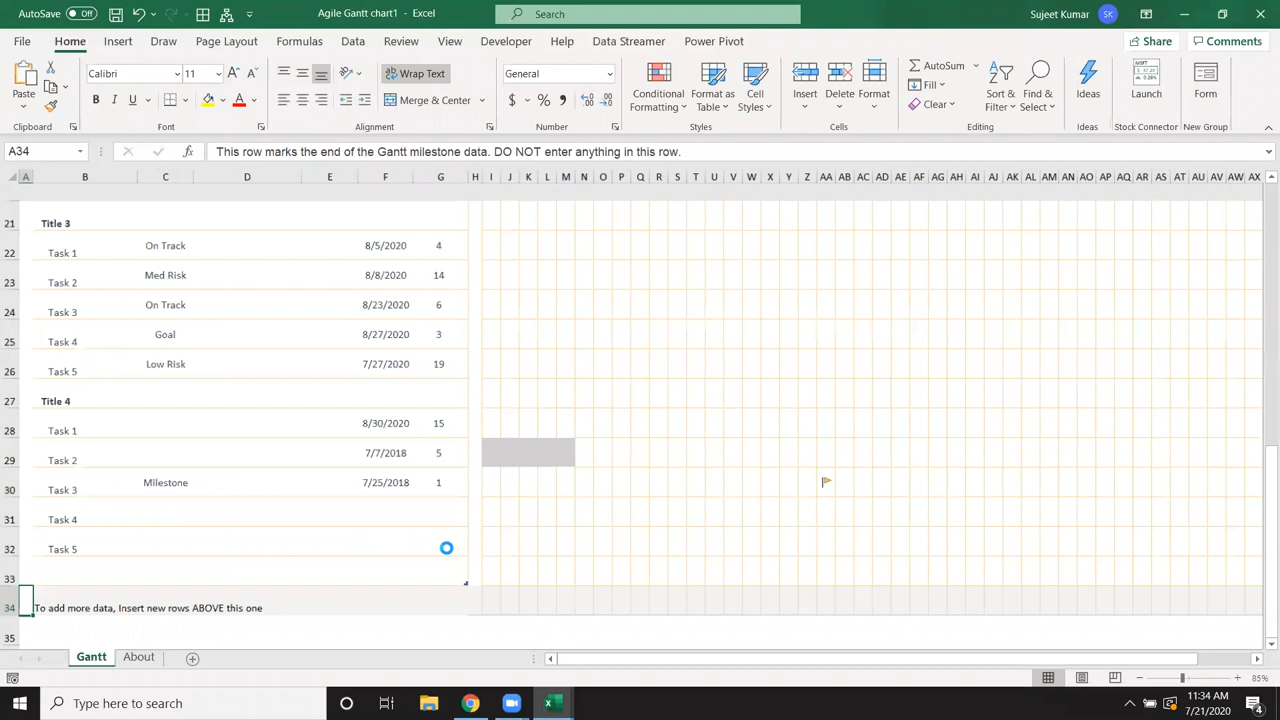 AutoSave Off Agile Gantt chart1 - Excel Search Sujeet Kumar SK
File Home Insert Draw Page Layout Formulas Data Review View Developer Help Data Streamer Power Pivot Share Comments
Paste Calibri 11 A A Wrap Text General Conditional Formatting Format as Table Cell Styles Insert Delete Format AutoSum Fill Clear Sort & Filter Find & Select Ideas Launch Form
B I U A Merge & Center $ %
Clipboard Font Alignment Number Styles Cells Editing Ideas Stock Connector New Group
A34 fx This row marks the end of the Gantt milestone data. DO NOT enter anything in this row.
A B C D E F G H I J K L M N O P Q R S T U V W X Y Z AA AB AC AD AE AF AG AH AI AJ AK AL AM AN AO AP AQ AR AS AT AU AV AW AX
21 Title 3
22 Task 1 On Track 8/5/2020 4
23 Task 2 Med Risk 8/8/2020 14
24 Task 3 On Track 8/23/2020 6
25 Task 4 Goal 8/27/2020 3
26 Task 5 Low Risk 7/27/2020 19
27 Title 4
28 Task 1 8/30/2020 15
29 Task 2 7/7/2018 5
30 Task 3 Milestone 7/25/2018 1
31 Task 4
32 Task 5
33
34 To add more data, Insert new rows ABOVE this one
35
Gantt About
85%
Type here to search 11:34 AM
7/21/2020